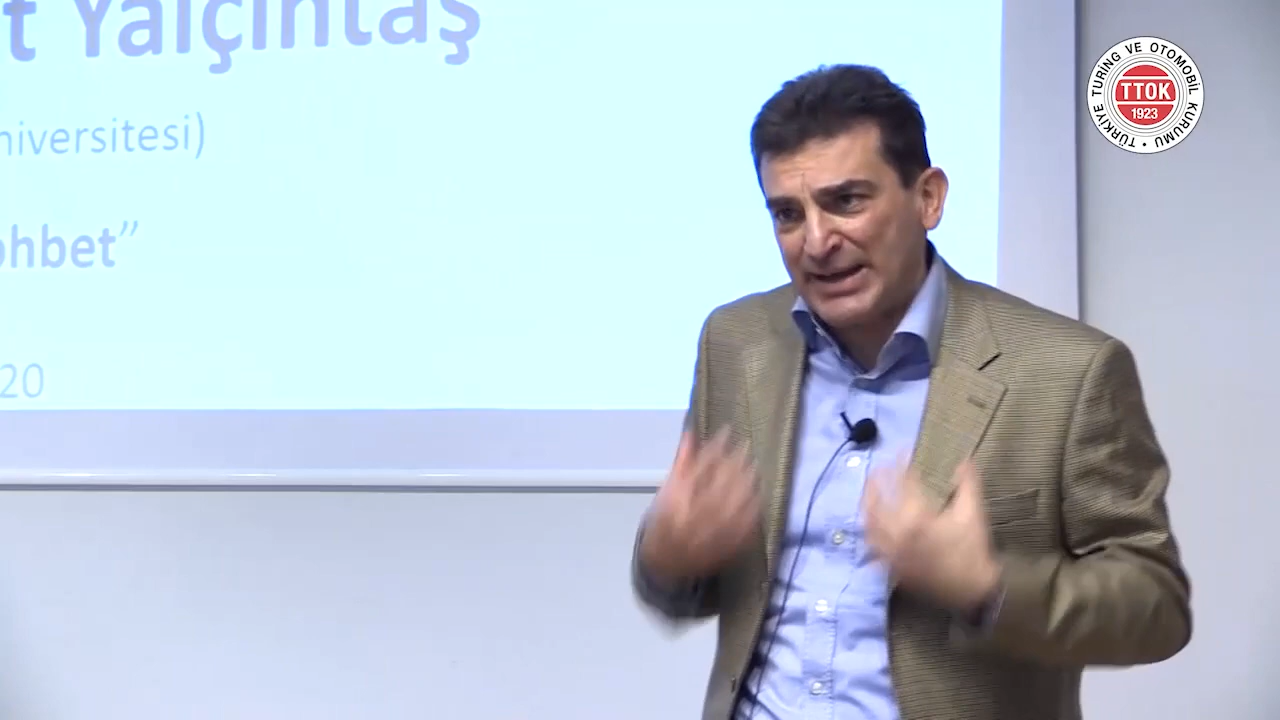 t Yalçıntaş
niversitesi)
ohbet”
20
TÜRKİYE TURİNG VE OTOMOBİL KURUMU
TTOK
1923